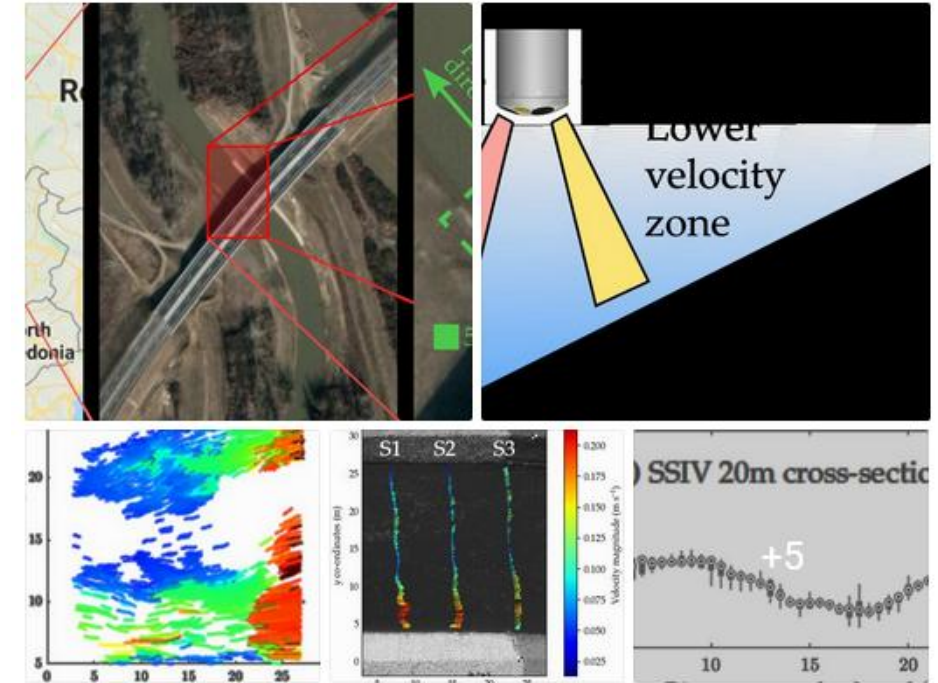 Lower
velocity
zone
20
15
10
5
0 5 10 15 20 25
S1 S2 S3
30
25
20
15
10
5
0
y co-ordinates (m)
0.200
0.175
0.150
0.125
0.100
0.075
0.050
0.025
Velocity magnitude (m s⁻¹)
) SSIV 20m cross-sectio
+5
10 15 20